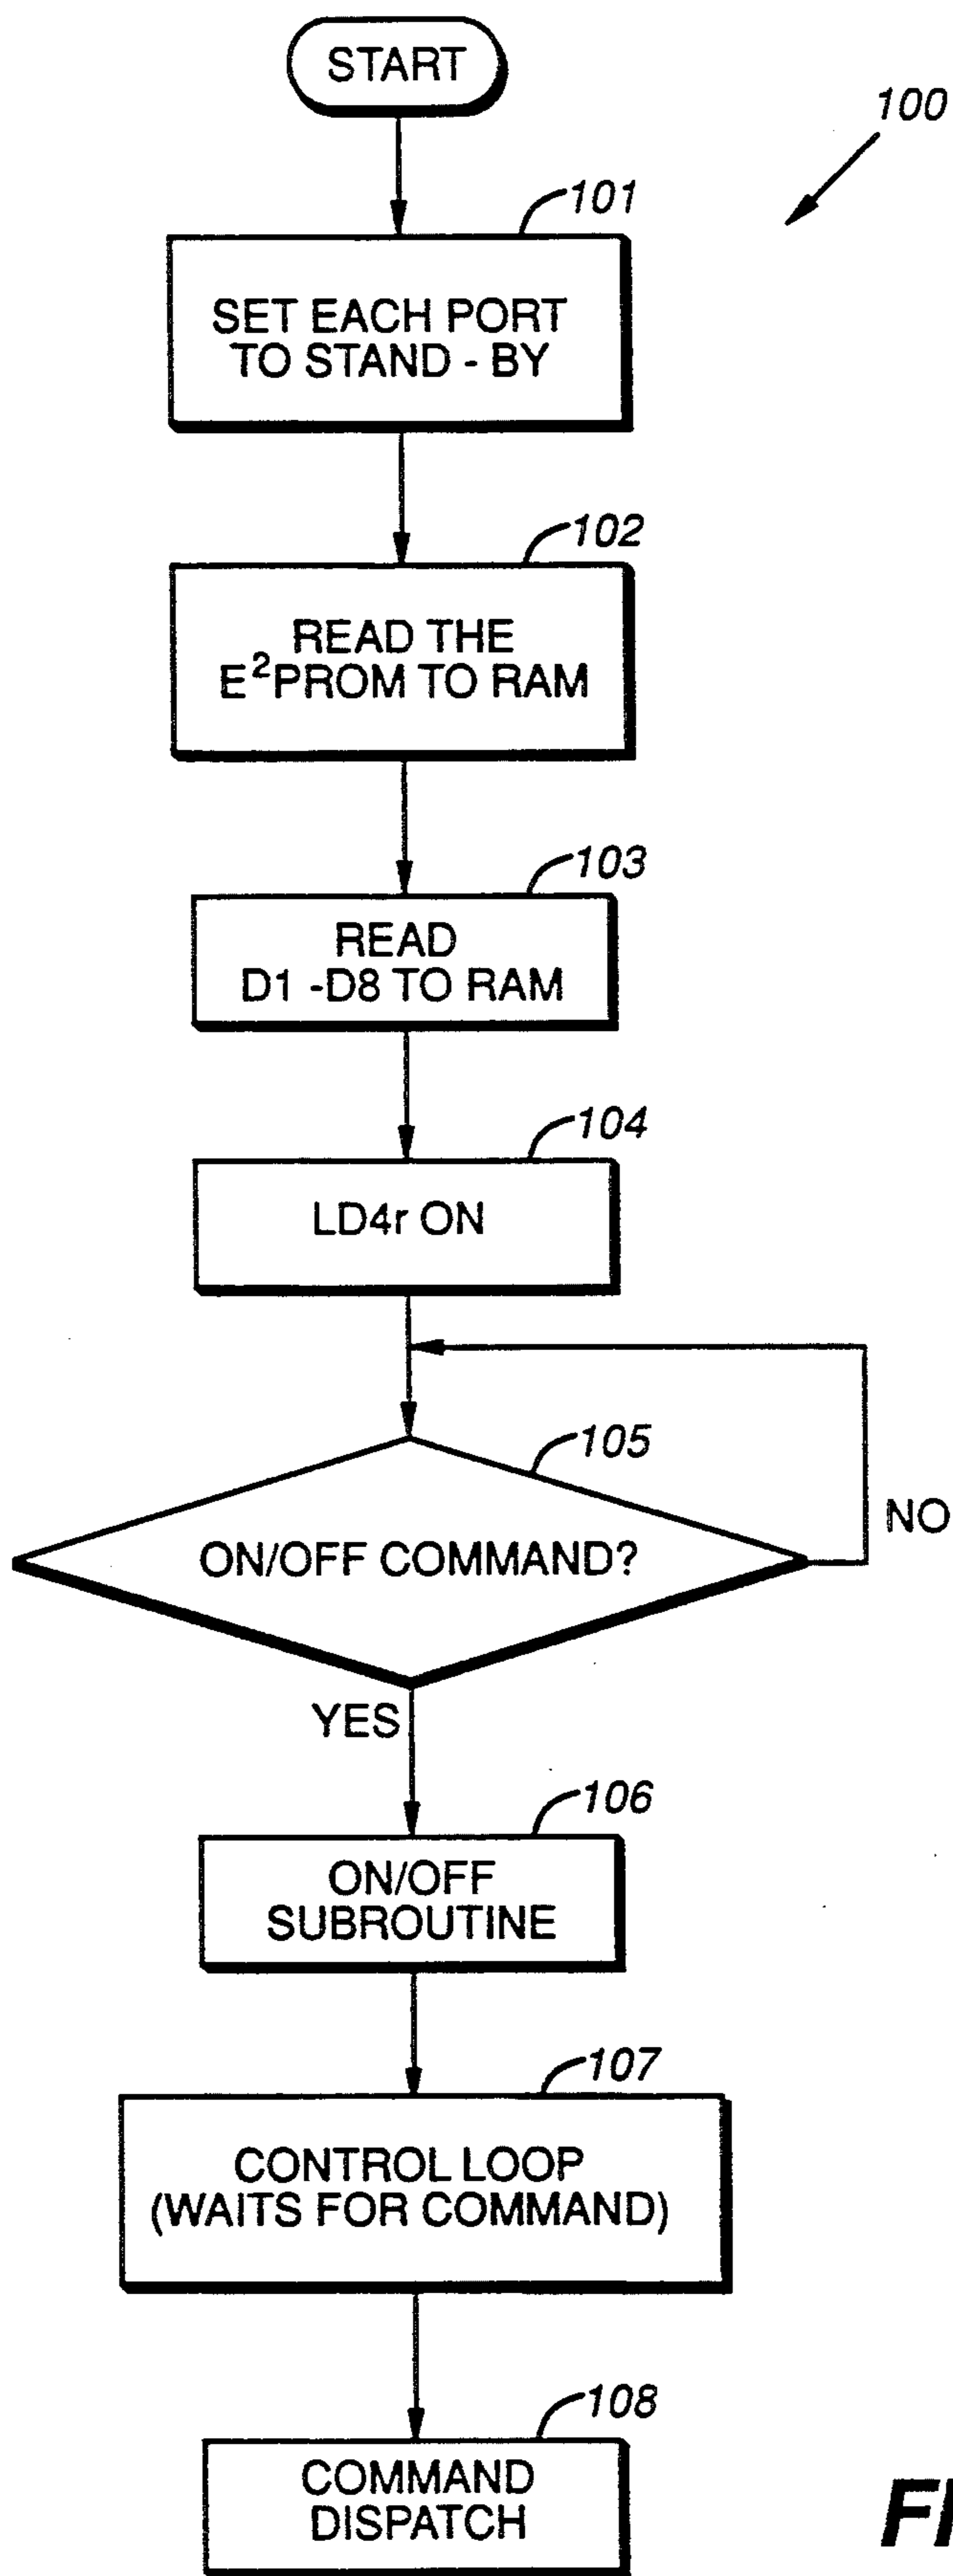 START
100
101
SET EACH PORT
TO STAND - BY
102
READ THE
E²PROM TO RAM
103
READ
D1 -D8 TO RAM
104
LD4r ON
105
ON/OFF COMMAND?
NO
YES
106
ON/OFF
SUBROUTINE
107
CONTROL LOOP
(WAITS FOR COMMAND)
108
COMMAND
DISPATCH